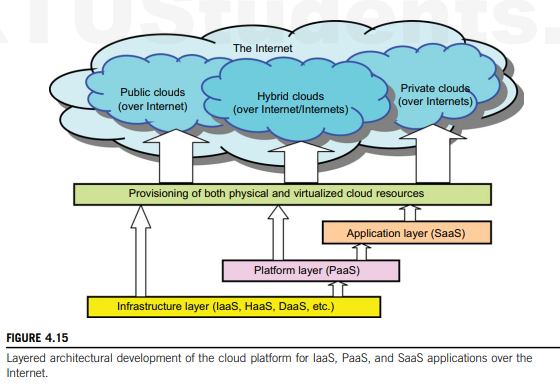 KTUStudents.
The Internet
Public clouds
(over Internet)
Hybrid clouds
(over Internet/Internets)
Private clouds
(over Internets)
Provisioning of both physical and virtualized cloud resources
Application layer (SaaS)
Platform layer (PaaS)
Infrastructure layer (IaaS, HaaS, DaaS, etc.)
FIGURE 4.15
Layered architectural development of the cloud platform for IaaS, PaaS, and SaaS applications over the
Internet.